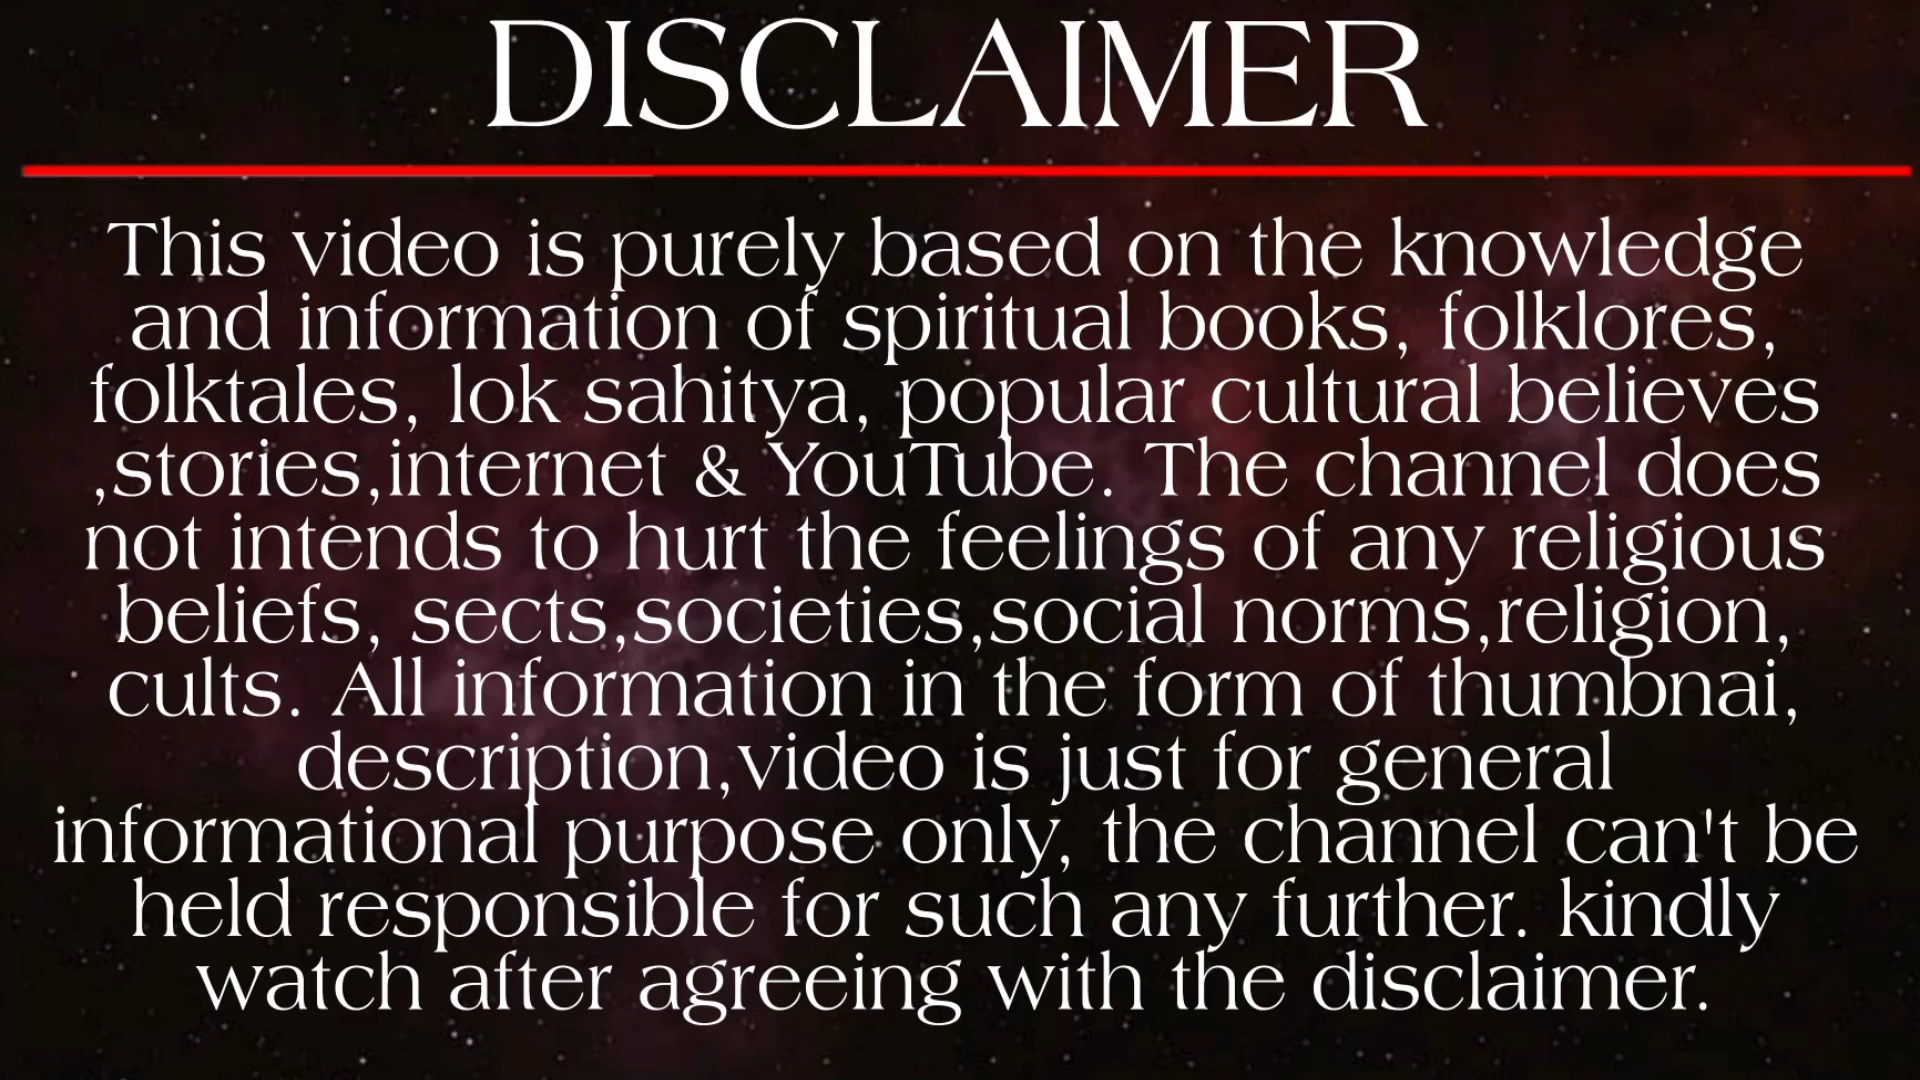 DISCLAIMER
This video is purely based on the knowledge
and information of spiritual books, folklores,
folktales, lok sahitya, popular cultural believes
,stories,internet & YouTube. The channel does
not intends to hurt the feelings of any religious
beliefs, sects,societies,social norms,religion,
cults. All information in the form of thumbnai,
description,video is just for general
informational purpose only, the channel can't be
held responsible for such any further. kindly
watch after agreeing with the disclaimer.